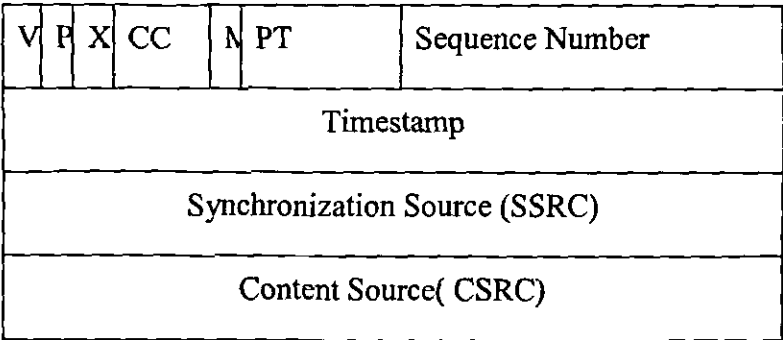 V P X CC M PT Sequence Number
Timestamp
Synchronization Source (SSRC)
Content Source( CSRC)